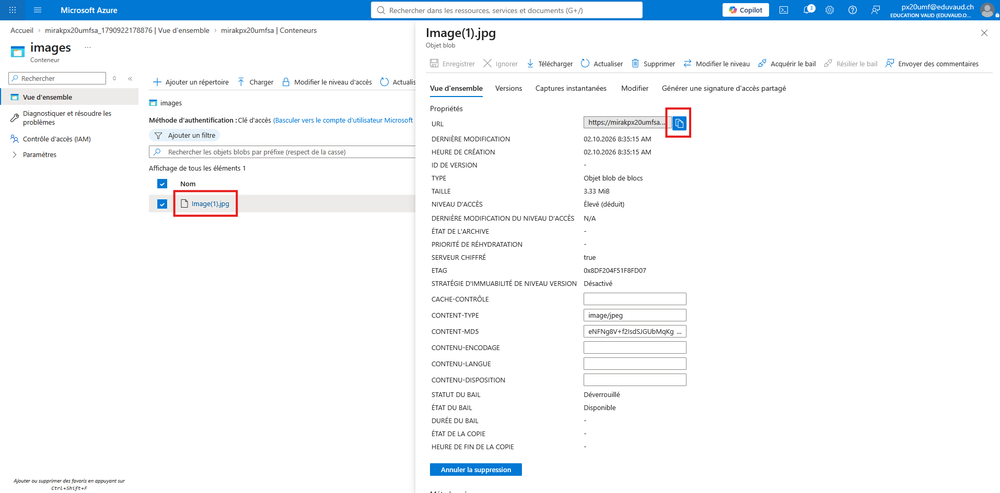 Microsoft Azure
Rechercher dans les ressources, services et documents (G+/)
Copilot
3
px20umf@eduvaud.ch
EDUCATION VAUD (EDUVAUD.O...
Accueil > mirakpx20umfsa_1790922178876 | Vue d'ensemble > mirakpx20umfsa | Conteneurs
images ...
Conteneur
Rechercher
Vue d'ensemble
Diagnostiquer et résoudre les
problèmes
Contrôle d'accès (IAM)
Paramètres
Ajouter ou supprimer des favoris en appuyant sur
Ctrl+Shift+F
Ajouter un répertoire Charger Modifier le niveau d'accès Actualis
images
Méthode d'authentification : Clé d'accès (Basculer vers le compte d'utilisateur Microsoft
Ajouter un filtre
Rechercher les objets blobs par préfixe (respect de la casse)
Affichage de tous les éléments 1
Nom
Image(1).jpg
Image(1).jpg
Objet blob
Enregistrer Ignorer Télécharger Actualiser Supprimer Modifier le niveau Acquérir le bail Résilier le bail Envoyer des commentaires
Vue d'ensemble Versions Captures instantanées Modifier Générer une signature d'accès partagé
Propriétés
URL https://mirakpx20umfsa...
DERNIÈRE MODIFICATION 02.10.2026 8:35:15 AM
HEURE DE CRÉATION 02.10.2026 8:35:15 AM
ID DE VERSION -
TYPE Objet blob de blocs
TAILLE 3.33 MiB
NIVEAU D'ACCÈS Élevé (déduit)
DERNIÈRE MODIFICATION DU NIVEAU D'ACCÈS N/A
ÉTAT DE L'ARCHIVE -
PRIORITÉ DE RÉHYDRATATION -
SERVEUR CHIFFRÉ true
ETAG 0x8DF204F51F8FD07
STRATÉGIE D'IMMUABILITÉ DE NIVEAU VERSION Désactivé
CACHE-CONTRÔLE
CONTENT-TYPE image/jpeg
CONTENT-MD5 eNFNg8V+f2IsdSJGUbMqKg ...
CONTENU-ENCODAGE
CONTENU-LANGUE
CONTENU-DISPOSITION
STATUT DU BAIL Déverrouillé
ÉTAT DU BAIL Disponible
DURÉE DU BAIL -
ÉTAT DE LA COPIE -
HEURE DE FIN DE LA COPIE -
Annuler la suppression